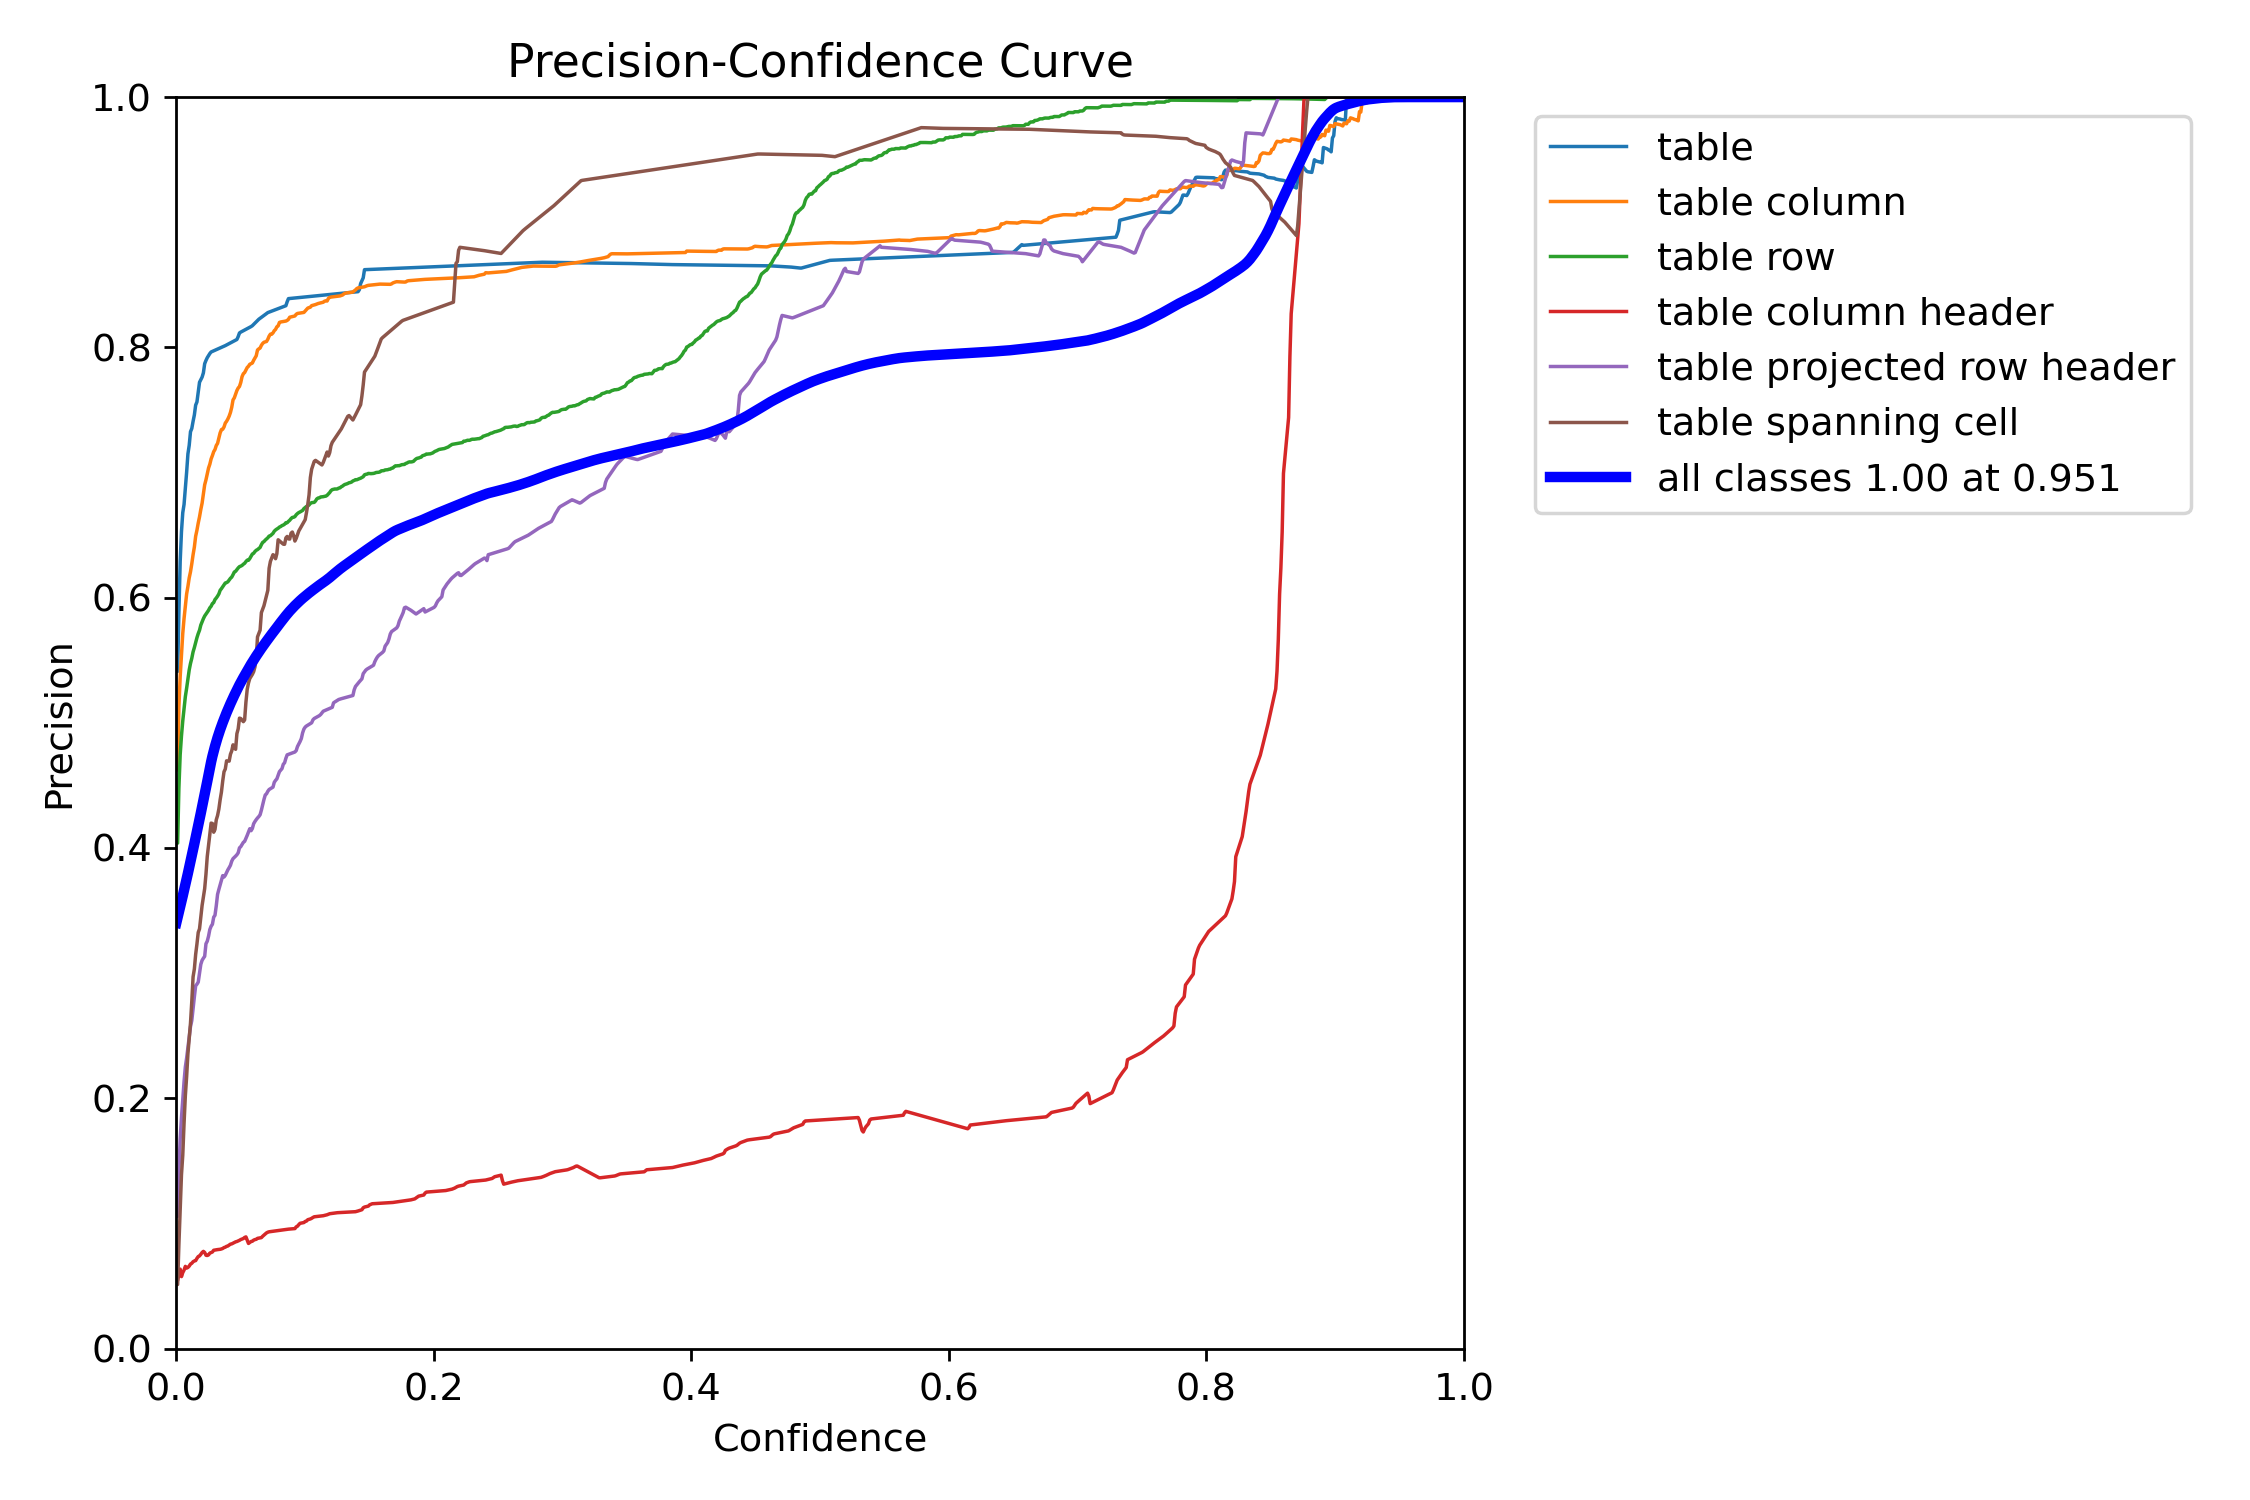 Precision-Confidence Curve
1.0
0.8
0.6
0.4
0.2
0.0
Precision
0.0 0.2 0.4 0.6 0.8 1.0
Confidence
table
table column
table row
table column header
table projected row header
table spanning cell
all classes 1.00 at 0.951